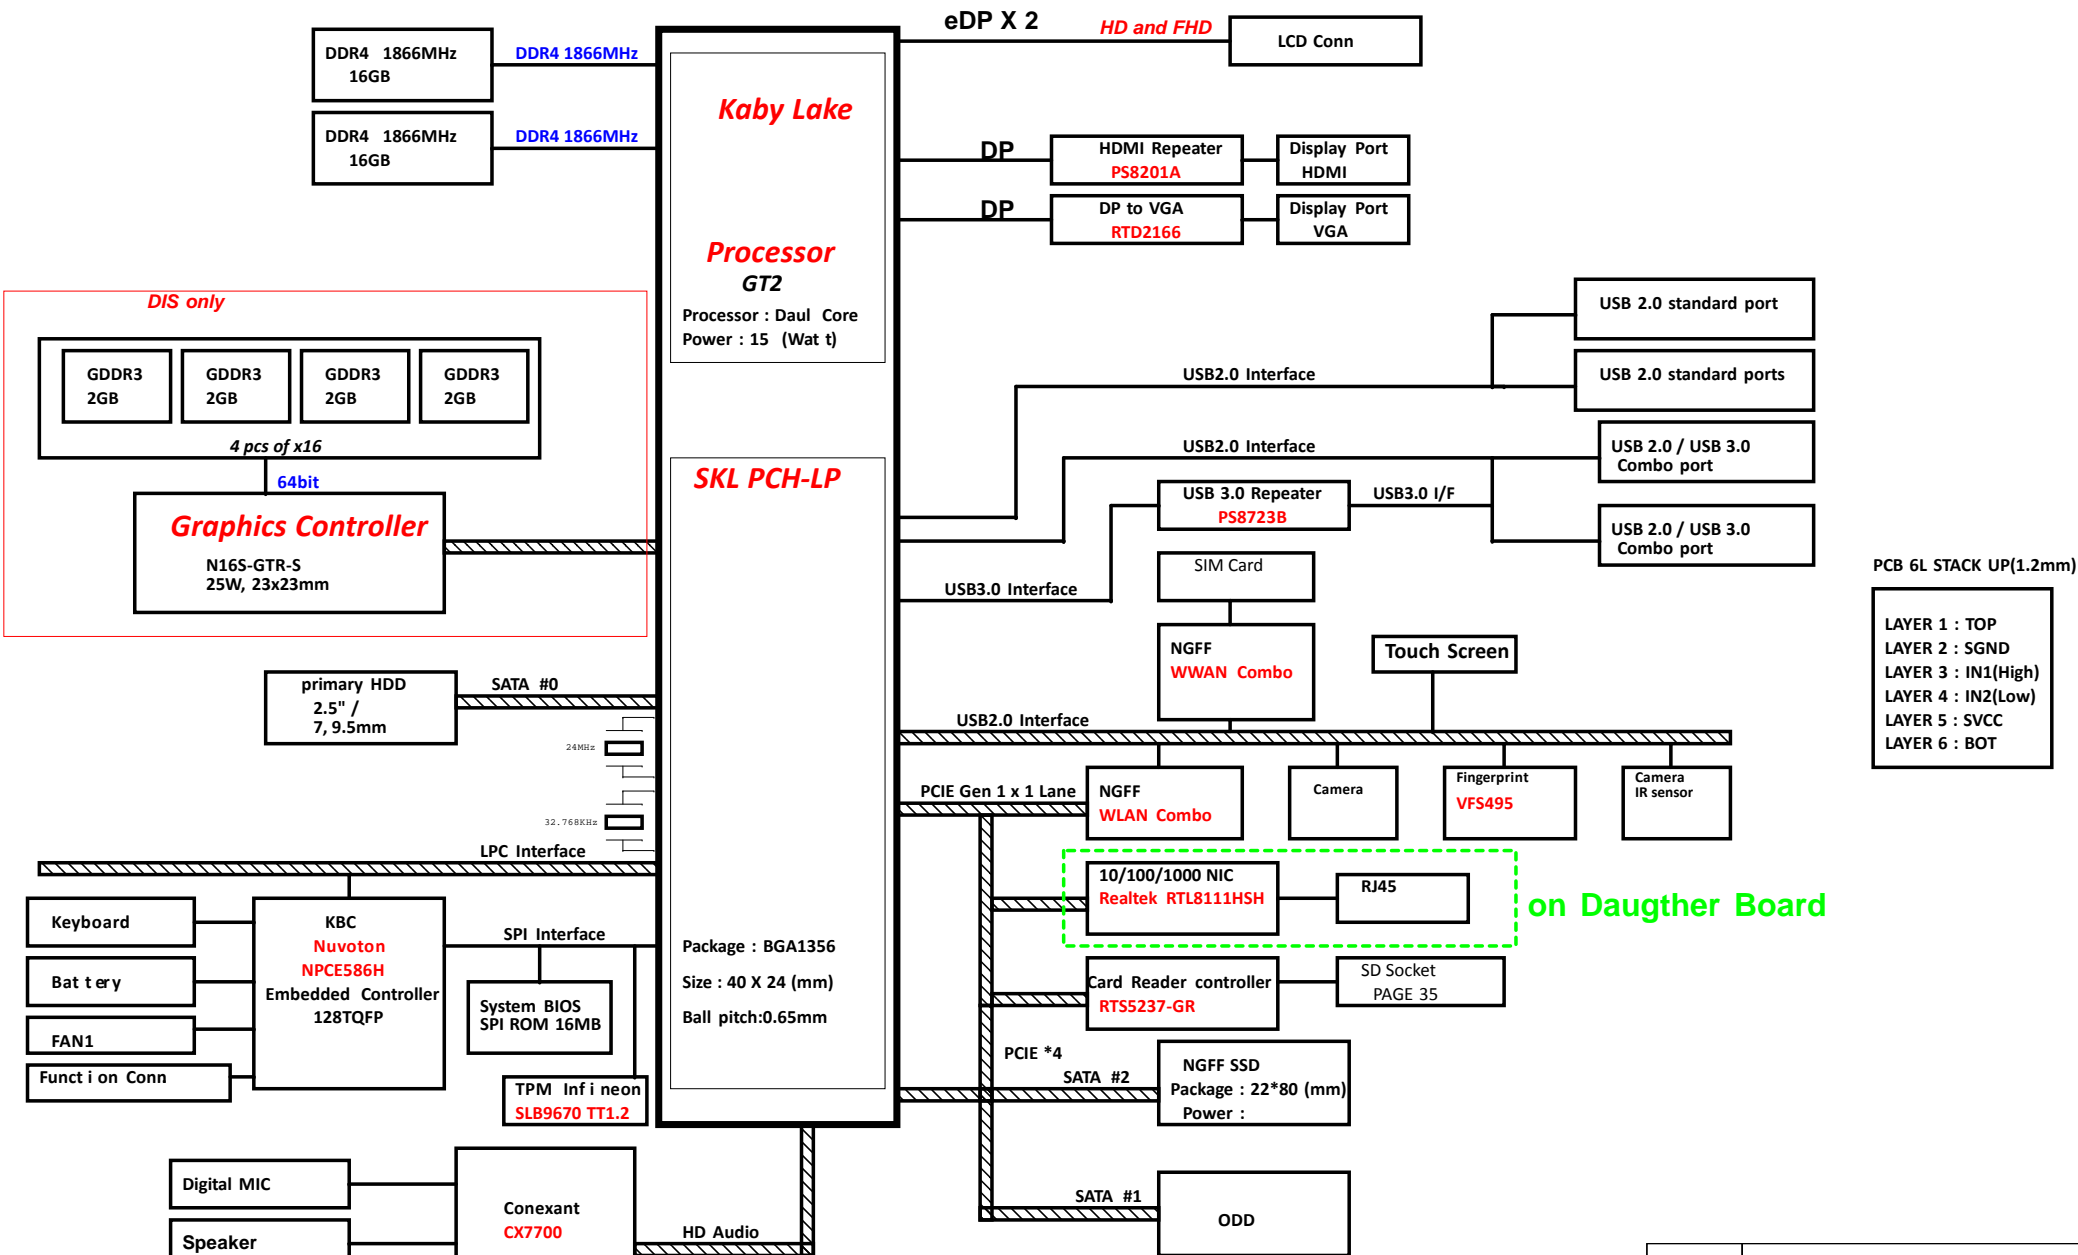 eDP X 2
HD and FHD
LCD Conn
DDR4 1866MHz
16GB
DDR4 1866MHz
DDR4 1866MHz
16GB
DDR4 1866MHz
Kaby Lake
Processor
GT2
Processor : Daul Core
Power : 15 (Wat t)
DP
HDMI Repeater
PS8201A
Display Port
HDMI
DP
DP to VGA
RTD2166
Display Port
VGA
DIS only
GDDR3
2GB
GDDR3
2GB
GDDR3
2GB
GDDR3
2GB
4 pcs of x16
64bit
Graphics Controller
N16S-GTR-S
25W, 23x23mm
USB 2.0 standard port
USB2.0 Interface
USB 2.0 standard ports
USB2.0 Interface
USB 2.0 / USB 3.0
Combo port
SKL PCH-LP
USB 3.0 Repeater
PS8723B
USB3.0 I/F
USB 2.0 / USB 3.0
Combo port
SIM Card
USB3.0 Interface
PCB 6L STACK UP(1.2mm)
LAYER 1 : TOP
LAYER 2 : SGND
LAYER 3 : IN1(High)
LAYER 4 : IN2(Low)
LAYER 5 : SVCC
LAYER 6 : BOT
NGFF
WWAN Combo
Touch Screen
primary HDD
2.5" /
7, 9.5mm
SATA #0
USB2.0 Interface
24MHz
32.768KHz
PCIE Gen 1 x 1 Lane
NGFF
WLAN Combo
Camera
Fingerprint
VFS495
Camera
IR sensor
LPC Interface
10/100/1000 NIC
Realtek RTL8111HSH
RJ45
on Daugther Board
Keyboard
Bat t ery
FAN1
Funct i on Conn
KBC
Nuvoton
NPCE586H
Embedded Controller
128TQFP
SPI Interface
System BIOS
SPI ROM 16MB
TPM Inf i neon
SLB9670 TT1.2
Package : BGA1356
Size : 40 X 24 (mm)
Ball pitch:0.65mm
Card Reader controller
RTS5237-GR
SD Socket
PAGE 35
PCIE *4
SATA #2
NGFF SSD
Package : 22*80 (mm)
Power :
Digital MIC
Speaker
Conexant
CX7700
HD Audio
SATA #1
ODD